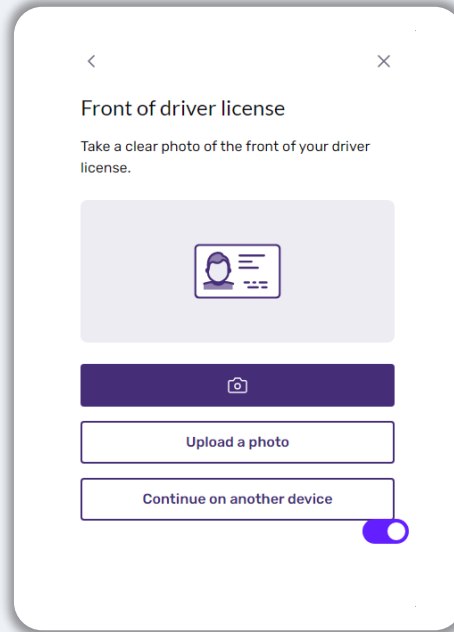 Front of driver license
Take a clear photo of the front of your driver
license.
Upload a photo
Continue on another device